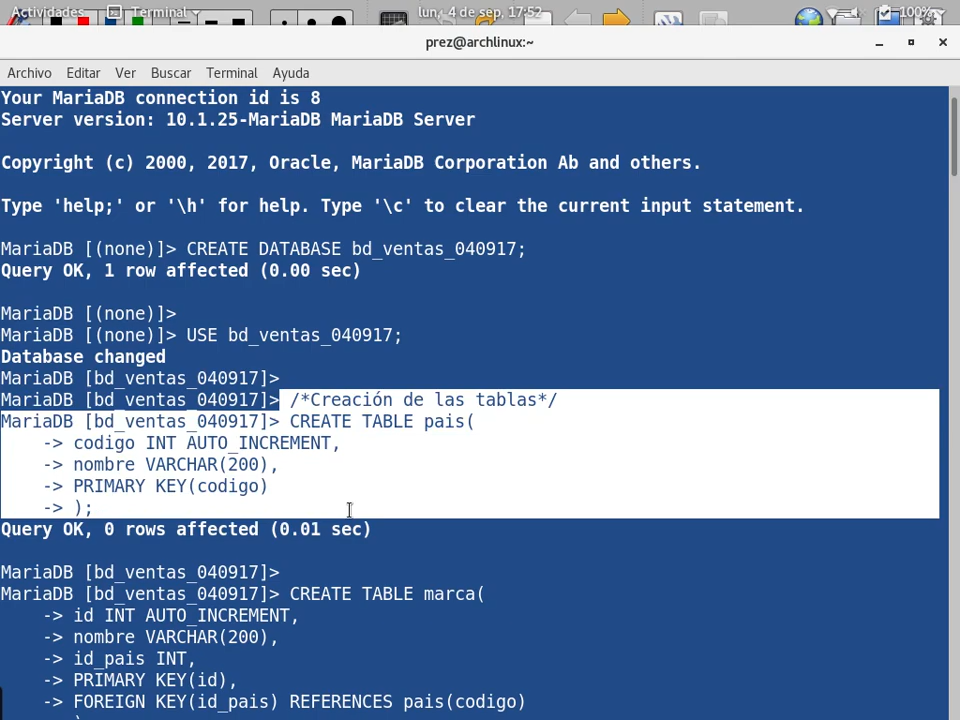 Actividades Terminal lun, 4 de sep, 17:52 100%
prez@archlinux:~
Archivo Editar Ver Buscar Terminal Ayuda
Your MariaDB connection id is 8
Server version: 10.1.25-MariaDB MariaDB Server
Copyright (c) 2000, 2017, Oracle, MariaDB Corporation Ab and others.
Type 'help;' or '\h' for help. Type '\c' to clear the current input statement.
MariaDB [(none)]> CREATE DATABASE bd_ventas_040917;
Query OK, 1 row affected (0.00 sec)
MariaDB [(none)]>
MariaDB [(none)]> USE bd_ventas_040917;
Database changed
MariaDB [bd_ventas_040917]>
MariaDB [bd_ventas_040917]> /*Creación de las tablas*/
MariaDB [bd_ventas_040917]> CREATE TABLE pais(
-> codigo INT AUTO_INCREMENT,
-> nombre VARCHAR(200),
-> PRIMARY KEY(codigo)
-> );
Query OK, 0 rows affected (0.01 sec)
MariaDB [bd_ventas_040917]>
MariaDB [bd_ventas_040917]> CREATE TABLE marca(
-> id INT AUTO_INCREMENT,
-> nombre VARCHAR(200),
-> id_pais INT,
-> PRIMARY KEY(id),
-> FOREIGN KEY(id_pais) REFERENCES pais(codigo)